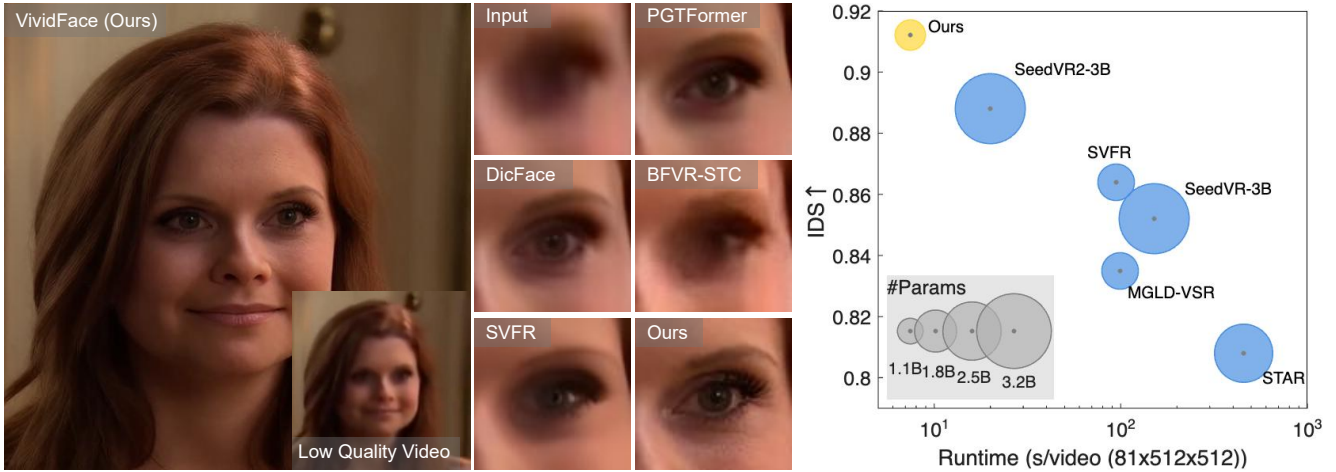 VividFace (Ours)
Low Quality Video
Input
PGTFormer
DicFace
BFVR-STC
SVFR
Ours
0.92
0.9
0.88
0.86
0.84
0.82
0.8
IDS↑
Ours
SeedVR2-3B
SVFR
SeedVR-3B
MGLD-VSR
STAR
#Params
1.1B
1.8B
2.5B
3.2B
10¹
10²
10³
Runtime (s/video (81x512x512))